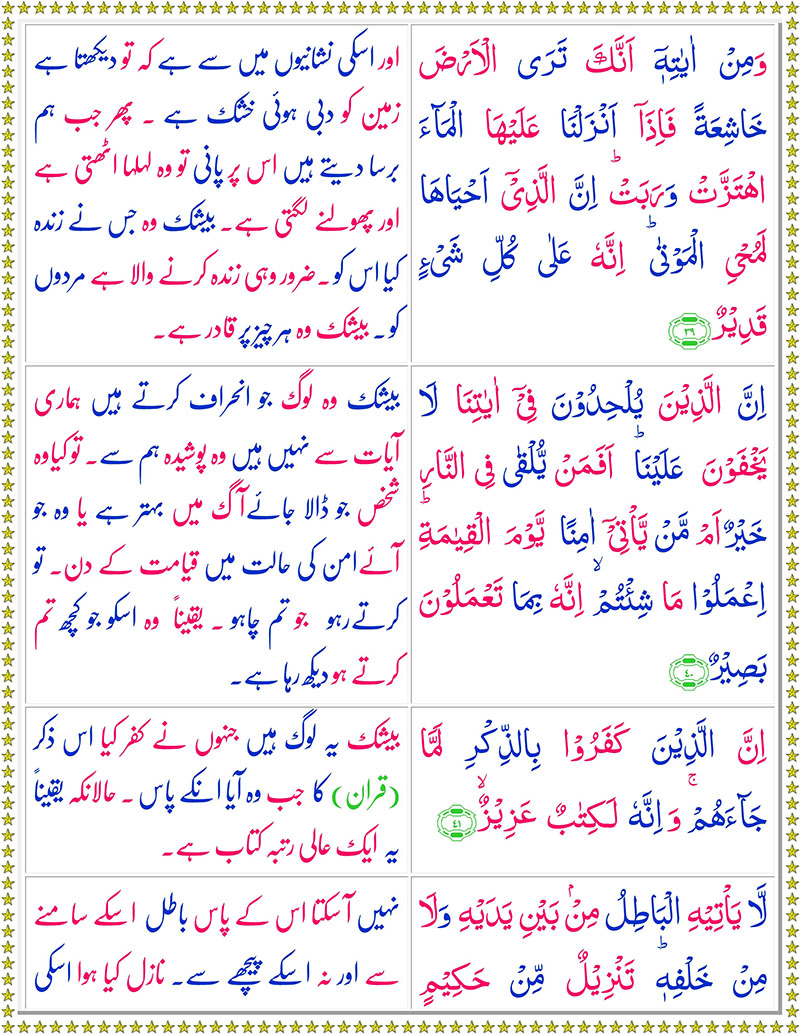 وَمِنْ اٰيٰتِهٖۤ اَنَّكَ تَرَى الْاَرْضَ
خَاشِعَةً فَاِذَاۤ اَنْزَلْنَا عَلَيْهَا الْمَآءَ
اهْتَزَّتْ وَرَبَتْ ؕ اِنَّ الَّذِيْۤ اَحْيَاهَا
لَمُحْيِ الْمَوْتٰى ؕ اِنَّهٗ عَلٰى كُلِّ شَيْءٍ
قَدِيْرٌ ۳۹
اور اسکی نشانیوں میں سے ہے کہ تو دیکھتا ہے
زمین کو دبی ہوئی خشک ہے ۔ پھر جب ہم
برسا دیتے ہیں اس پر پانی تو وہ لہلہا اٹھتی ہے
اور پھولنے لگتی ہے۔ بیشک وہ جس نے زندہ
کیا اس کو ۔ ضرور وہی زندہ کرنے والا ہے مردوں
کو۔ بیشک وہ ہر چیز پر قادر ہے۔
اِنَّ الَّذِيْنَ يُلْحِدُوْنَ فِيْۤ اٰيٰتِنَا لَا
يَخْفَوْنَ عَلَيْنَا ؕ اَفَمَنْ يُّلْقٰى فِى النَّارِ
خَيْرٌ اَمْ مَّنْ يَّاْتِيْۤ اٰمِنًا يَّوْمَ الْقِيٰمَةِ ؕ
اِعْمَلُوْا مَا شِئْتُمْ ۙ اِنَّهٗ بِمَا تَعْمَلُوْنَ
بَصِيْرٌ ۴۰
بیشک وہ لوگ جو انحراف کرتے ہیں ہماری
آیات سے نہیں ہیں وہ پوشیدہ ہم سے۔ تو کیا وہ
شخص جو ڈالا جائے آگ میں بہتر ہے یا وہ جو
آئے امن کی حالت میں قیامت کے دن۔ تو
کرتے رہو جو تم چاہو ۔ یقیناً وہ اسکو جو کچھ تم
کرتے ہو دیکھ رہا ہے۔
اِنَّ الَّذِيْنَ كَفَرُوْا بِالذِّكْرِ لَمَّا
جَآءَهُمْ ۚ وَاِنَّهٗ لَكِتٰبٌ عَزِيْزٌ ۙ ۴۱
بیشک یہ لوگ ہیں جنہوں نے کفر کیا اس ذکر
(قران) کا جب وہ آیا انکے پاس ۔ حالانکہ یقیناً
یہ ایک عالی رتبہ کتاب ہے۔
لَّا يَاْتِيْهِ الْبَاطِلُ مِنْۢ بَيْنِ يَدَيْهِ وَلَا
مِنْ خَلْفِهٖ ؕ تَنْزِيْلٌ مِّنْ حَكِيْمٍ
نہیں آسکتا اس کے پاس باطل اسکے سامنے
سے اور نہ اسکے پیچھے سے۔ نازل کیا ہوا اسکی